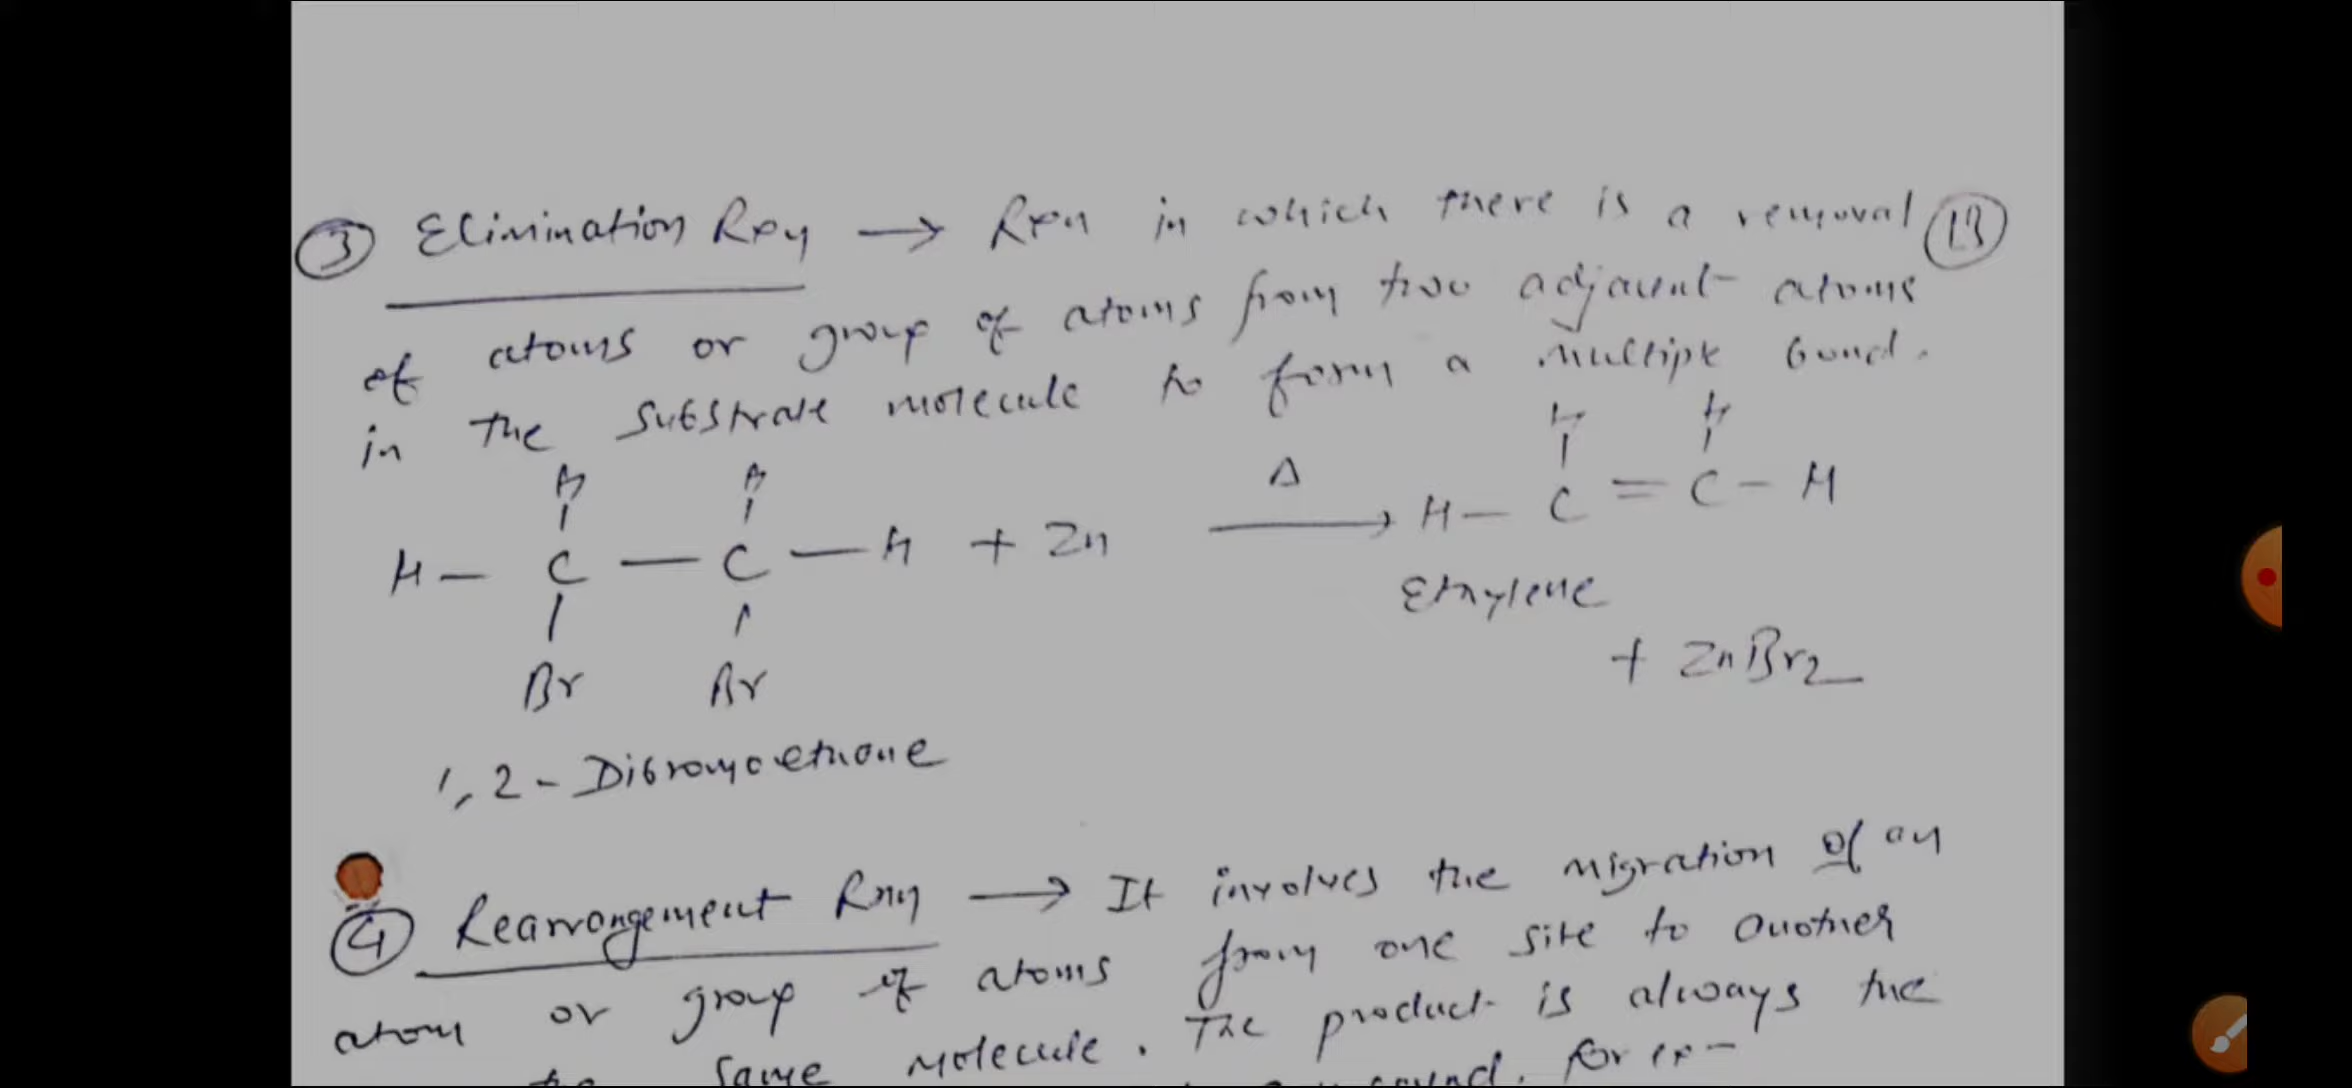 ③ Elimination Rxn → Rxn in which there is a removal ⑬
of atoms or group of atoms from two adjacent atoms
in the substrate molecule to form a multiple bond.
H H H H
H — C — C — H + Zn Δ → H — C = C — H
Br Br Ethylene
+ ZnBr2
1,2 - Dibromoethane
④ Rearrangement Rxn → It involves the migration of an
atom or group of atoms from one site to another
same molecule. The product is always the
for ex -